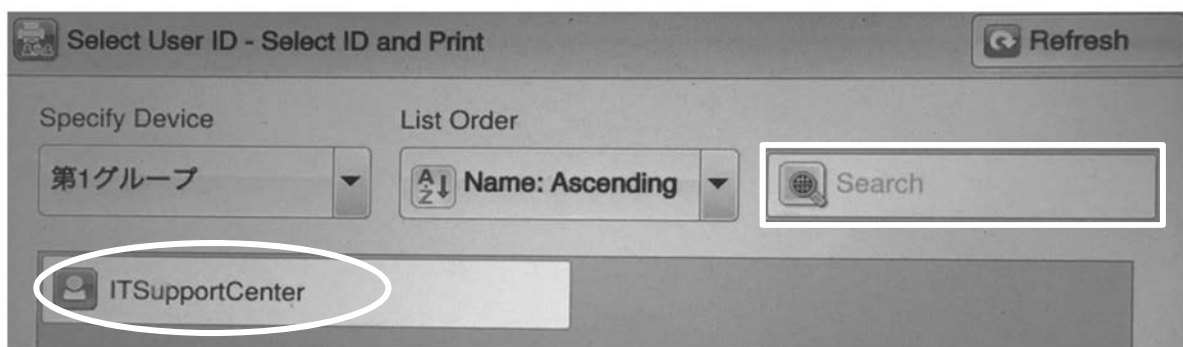 Select User ID - Select ID and Print
Refresh
Specify Device
List Order
第1グループ
Name: Ascending
Search
ITSupportCenter